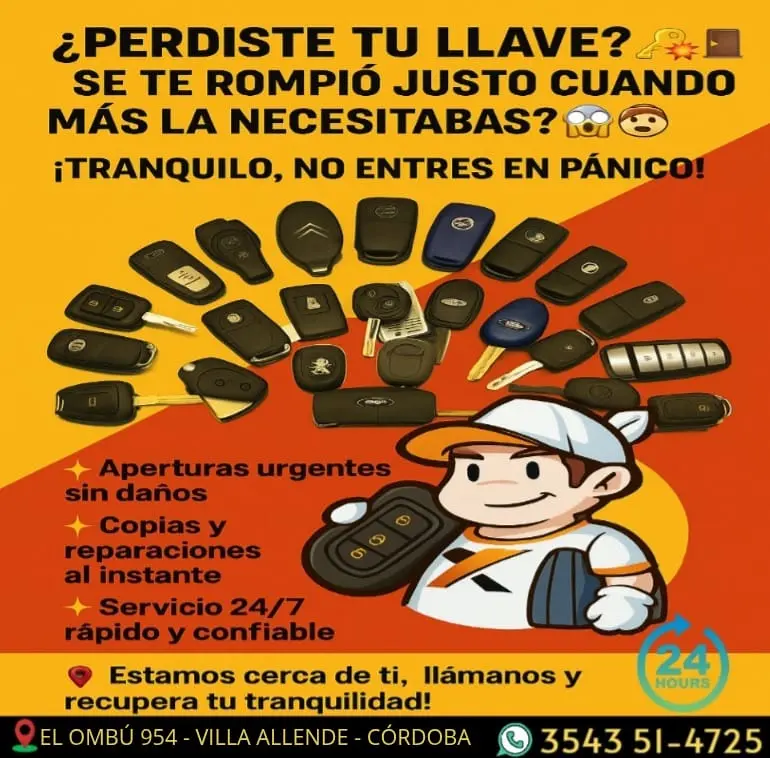 ¿PERDISTE TU LLAVE?
SE TE ROMPIÓ JUSTO CUANDO
MÁS LA NECESITABAS?
¡TRANQUILO, NO ENTRES EN PÁNICO!
Aperturas urgentes
sin daños
Copias y
reparaciones
al instante
Servicio 24/7
rápido y confiable
Estamos cerca de ti, llámanos y
recupera tu tranquilidad!
24
HOURS
EL OMBÚ 954 - VILLA ALLENDE - CÓRDOBA
3543 51-4725